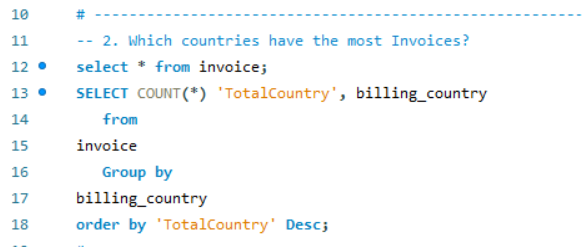 10 # -----------------------------------------------------------
11 -- 2. Which countries have the most Invoices?
12 select * from invoice;
13 SELECT COUNT(*) 'TotalCountry', billing_country
14 from
15 invoice
16 Group by
17 billing_country
18 order by 'TotalCountry' Desc;